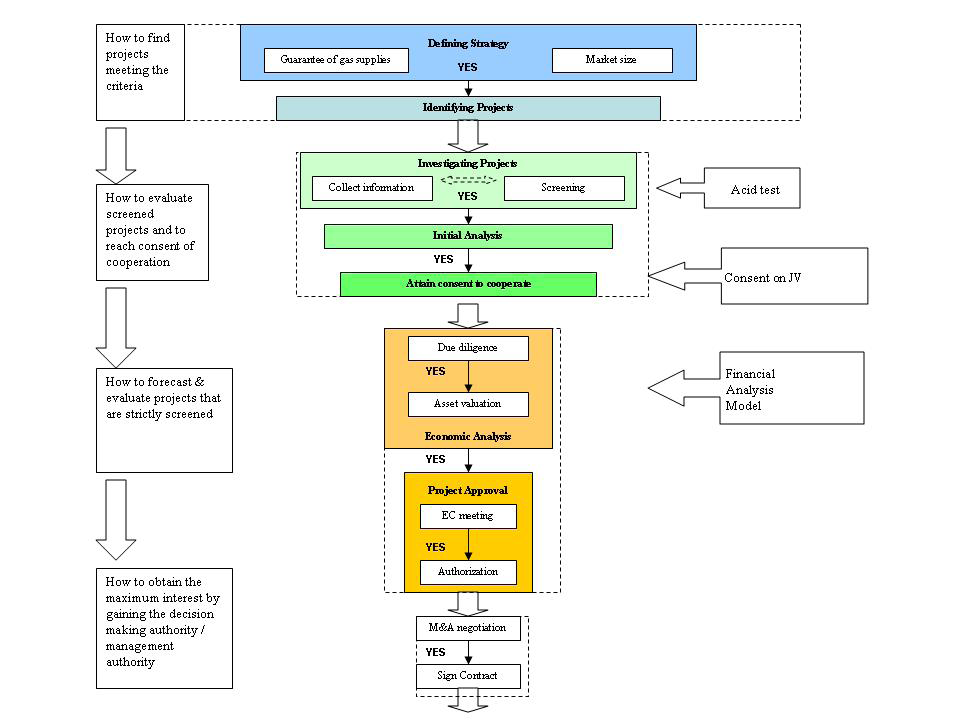 How to find
projects
meeting the
criteria
Defining Strategy
Guarantee of gas supplies
YES
Market size
Identifying Projects
Investigating Projects
Collect information
Screening
YES
Acid test
How to evaluate
screened
projects and to
reach consent of
cooperation
Initial Analysis
YES
Attain consent to cooperate
Consent on JV
Due diligence
YES
Asset valuation
Economic Analysis
Financial
Analysis
Model
How to forecast &
evaluate projects that
are strictly screened
YES
Project Approval
EC meeting
YES
Authorization
How to obtain the
maximum interest by
gaining the decision
making authority /
management
authority
M&A negotiation
YES
Sign Contract